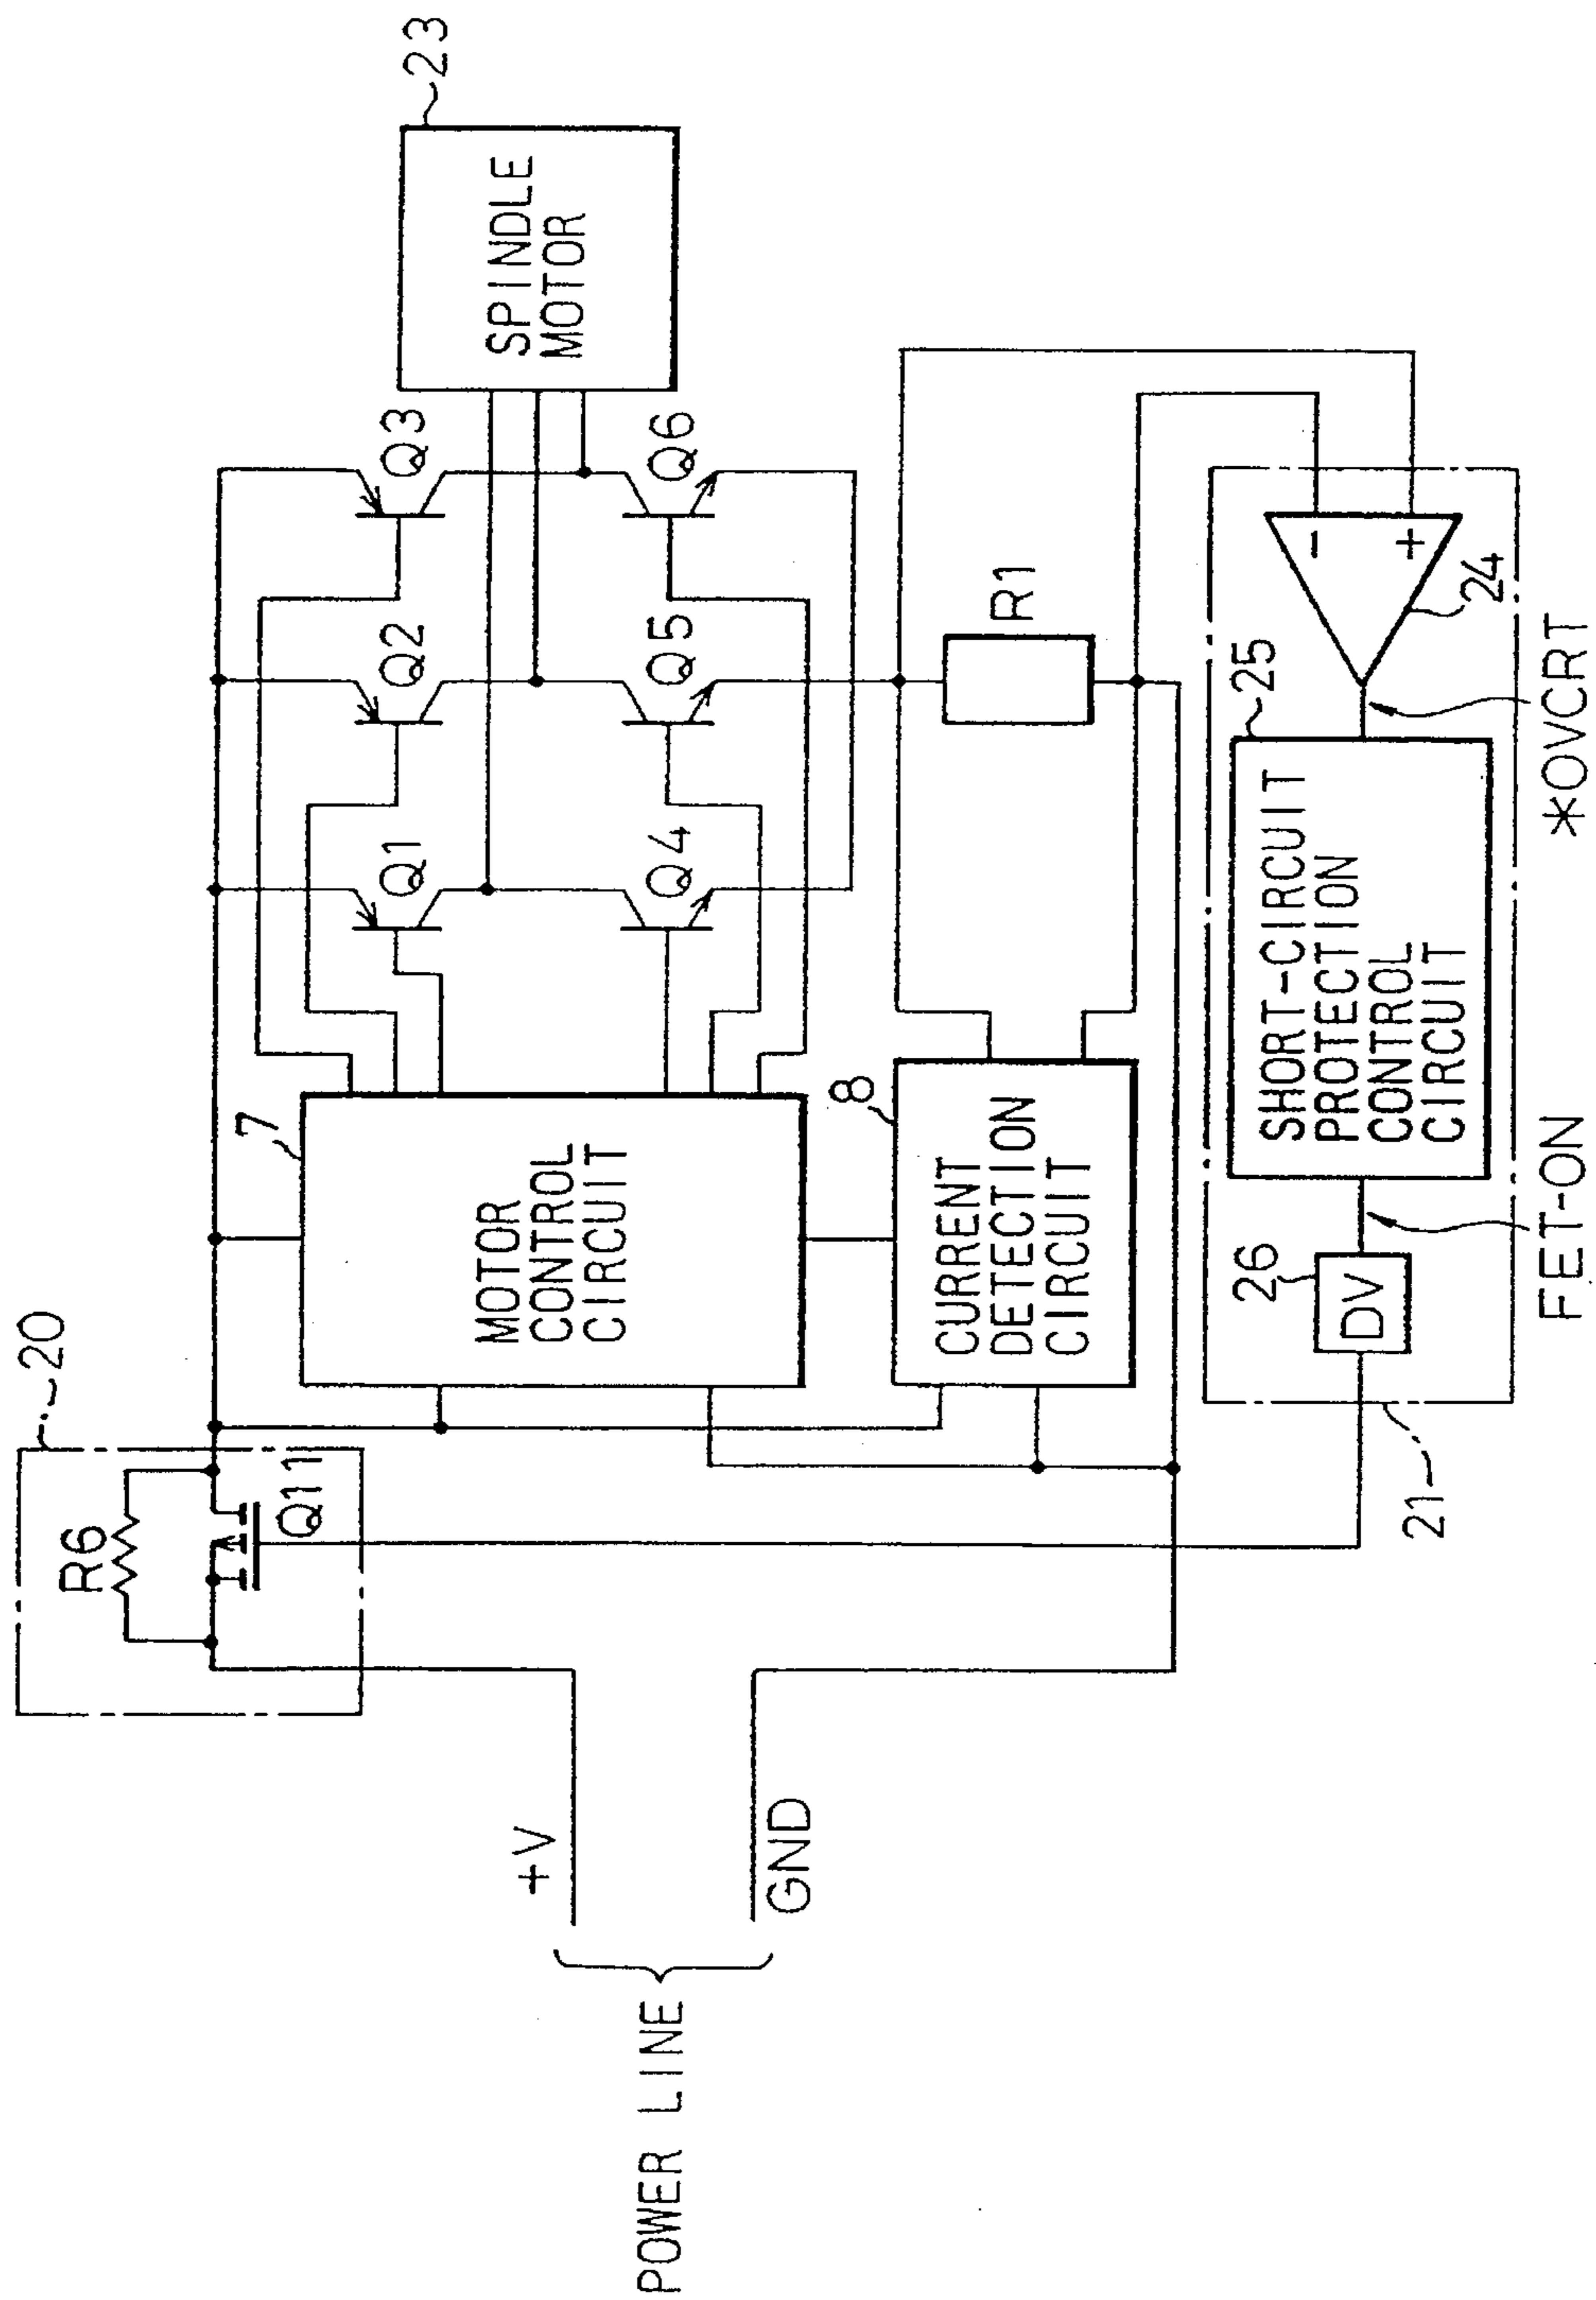 20
R6
Q11
+V
GND
POWER LINE
7
MOTOR
CONTROL
CIRCUIT
Q1
Q2
Q3
Q4
Q5
Q6
23
SPINDLE
MOTOR
8
CURRENT
DETECTION
CIRCUIT
R1
21
26
DV
FET-ON
25
SHORT-CIRCUIT
PROTECTION
CONTROL
CIRCUIT
*OVCRT
24
-
+